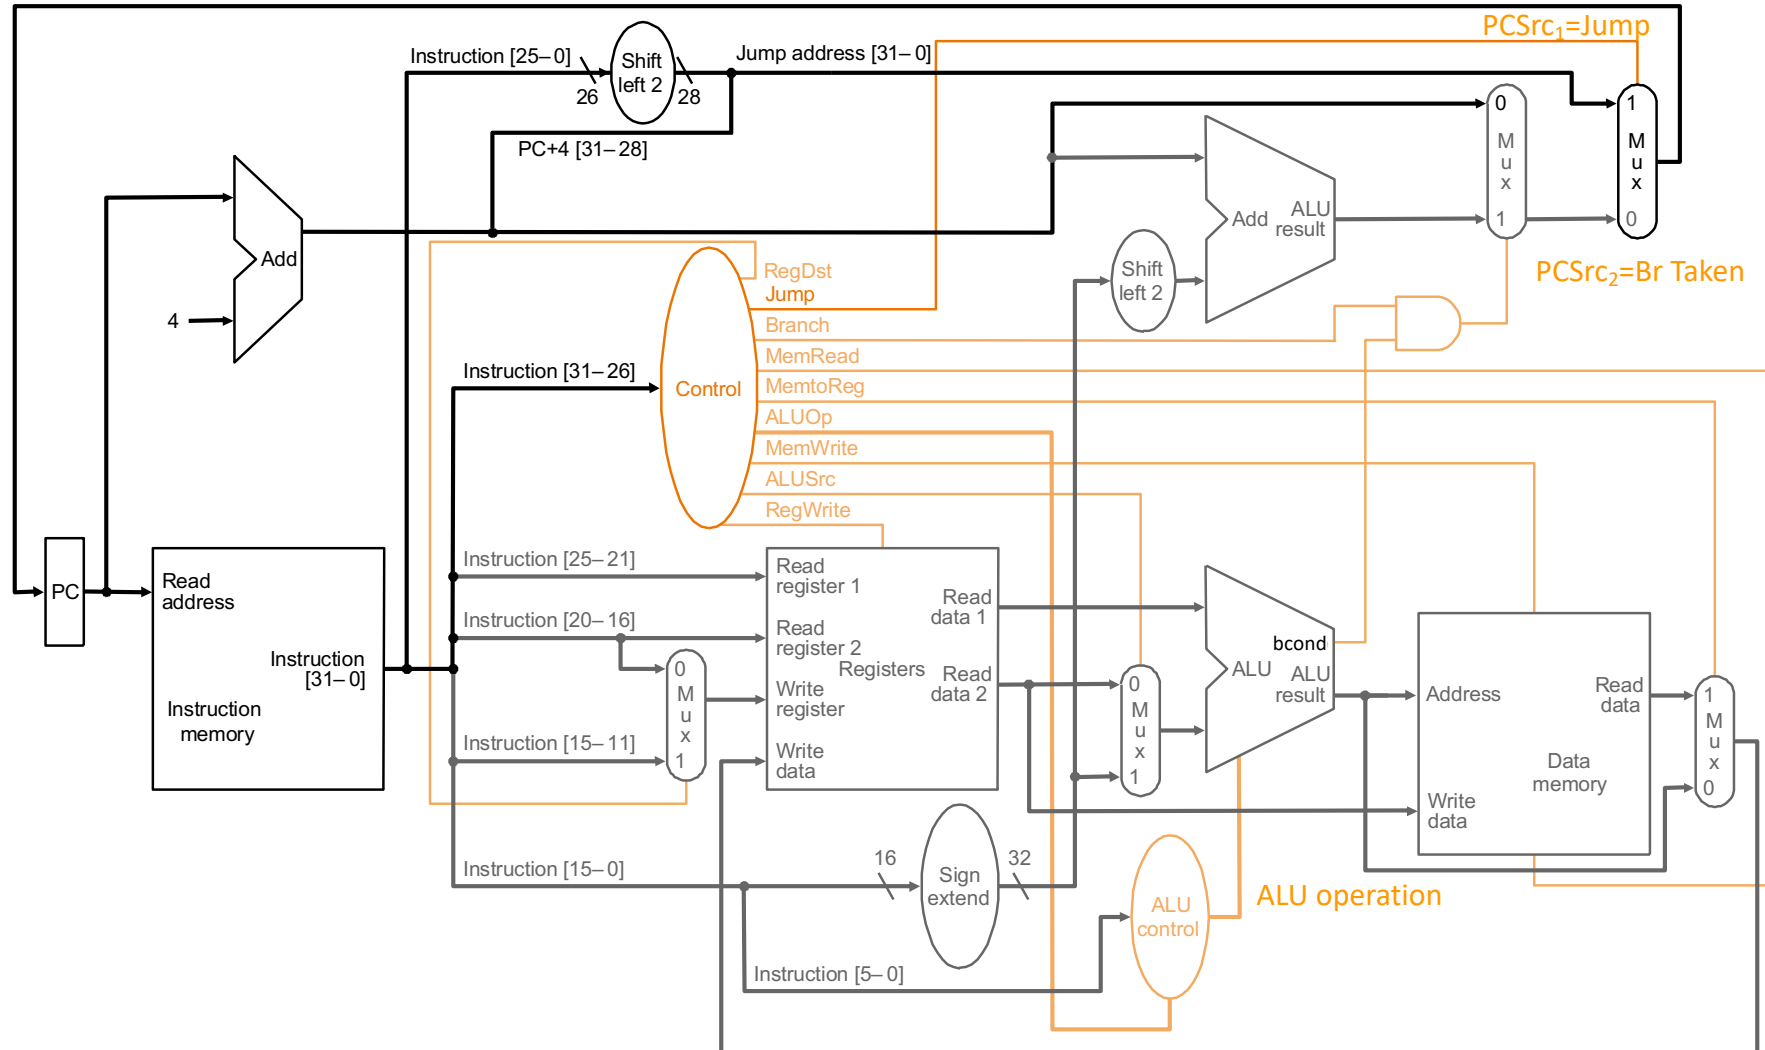 PCSrc1=Jump
Instruction [25–0]
Shift
left 2
26
28
Jump address [31–0]
PC+4 [31–28]
0
M
u
x
1
1
M
u
x
0
Add
4
Add
ALU
result
Shift
left 2
PCSrc2=Br Taken
RegDst
Jump
Branch
MemRead
MemtoReg
ALUOp
MemWrite
ALUSrc
RegWrite
Control
Instruction [31–26]
PC
Read
address
Instruction
[31–0]
Instruction
memory
Instruction [25–21]
Instruction [20–16]
Instruction [15–11]
0
M
u
x
1
Read
register 1
Read
register 2
Write
register
Write
data
Registers
Read
data 1
Read
data 2
0
M
u
x
1
bcond
ALU
ALU
result
Address
Write
data
Read
data
Data
memory
1
M
u
x
0
Instruction [15–0]
16
Sign
extend
32
ALU
control
ALU operation
Instruction [5–0]